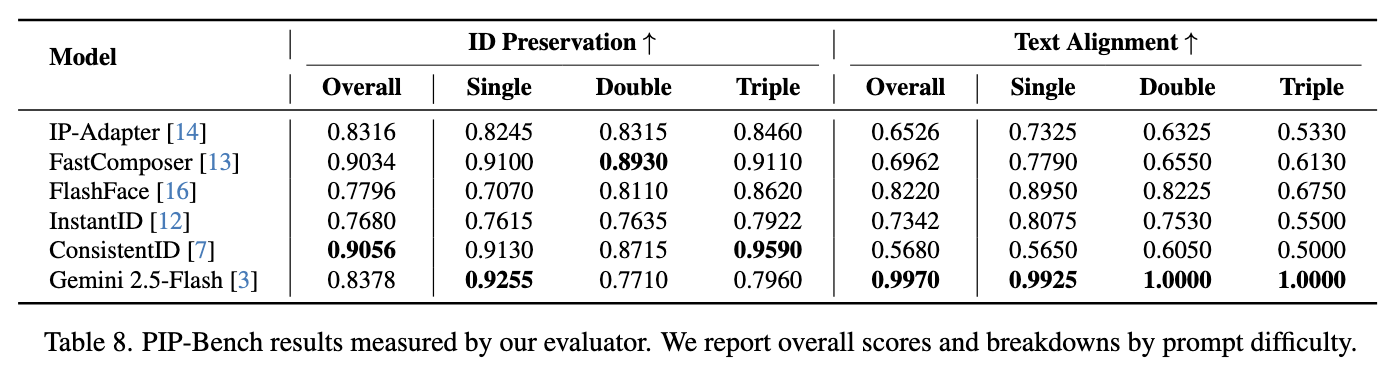 Model ID Preservation ↑ Text Alignment ↑
Overall Single Double Triple Overall Single Double Triple
IP-Adapter [14] 0.8316 0.8245 0.8315 0.8460 0.6526 0.7325 0.6325 0.5330
FastComposer [13] 0.9034 0.9100 0.8930 0.9110 0.6962 0.7790 0.6550 0.6130
FlashFace [16] 0.7796 0.7070 0.8110 0.8620 0.8220 0.8950 0.8225 0.6750
InstantID [12] 0.7680 0.7615 0.7635 0.7922 0.7342 0.8075 0.7530 0.5500
ConsistentID [7] 0.9056 0.9130 0.8715 0.9590 0.5680 0.5650 0.6050 0.5000
Gemini 2.5-Flash [3] 0.8378 0.9255 0.7710 0.7960 0.9970 0.9925 1.0000 1.0000
Table 8. PIP-Bench results measured by our evaluator. We report overall scores and breakdowns by prompt difficulty.